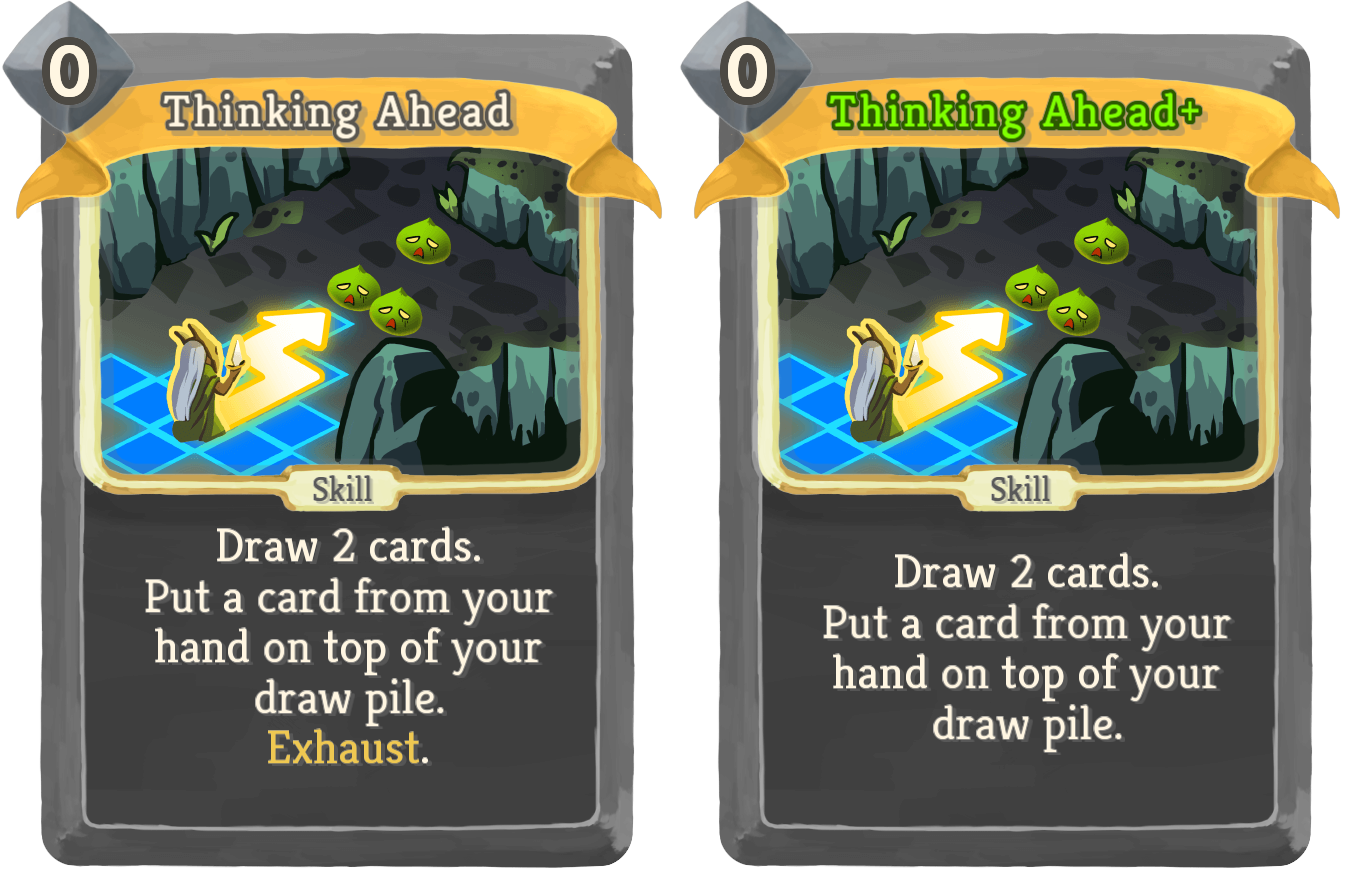 0
Thinking Ahead
Skill
Draw 2 cards.
Put a card from your
hand on top of your
draw pile.
Exhaust.
0
Thinking Ahead+
Skill
Draw 2 cards.
Put a card from your
hand on top of your
draw pile.